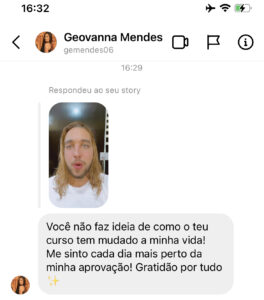 16:32
Geovanna Mendes
gemendes06
16:29
Respondeu ao seu story
Você não faz ideia de como o teu
curso tem mudado a minha vida!
Me sinto cada dia mais perto da
minha aprovação! Gratidão por tudo
✨